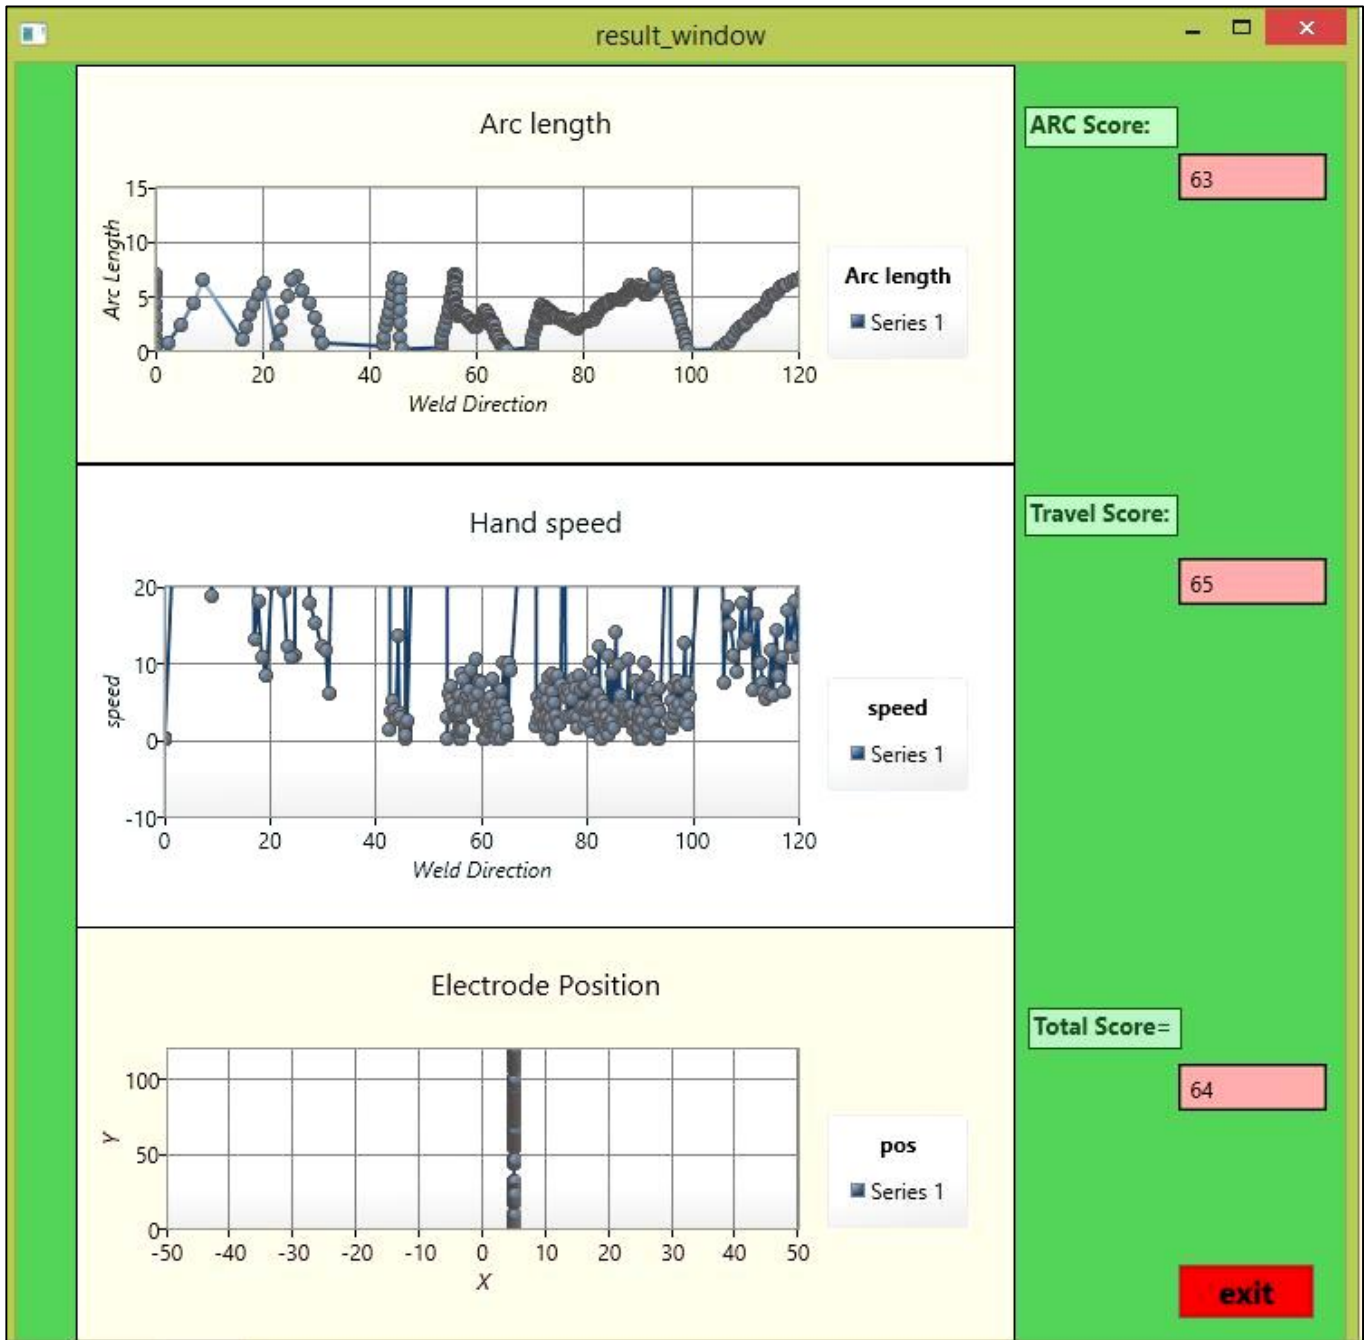 result_window
Arc length
15
10
5
0
Arc Length
0 20 40 60 80 100 120
Weld Direction
Arc length
Series 1
ARC Score:
63
Hand speed
20
10
0
-10
speed
0 20 40 60 80 100 120
Weld Direction
speed
Series 1
Travel Score:
65
Electrode Position
100
50
0
Y
-50 -40 -30 -20 -10 0 10 20 30 40 50
X
pos
Series 1
Total Score=
64
exit